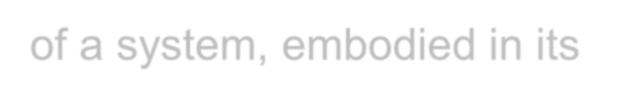 of a system, embodied in its